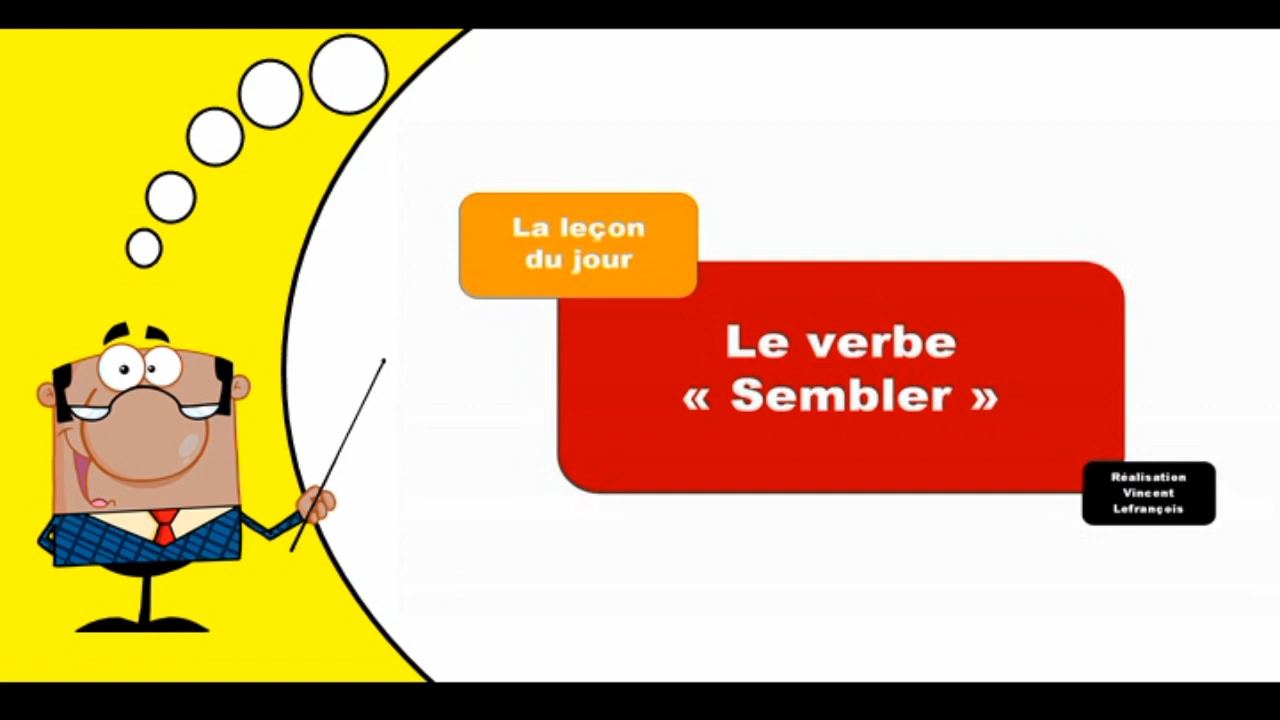 La leçon
du jour
Le verbe
« Sembler »
Réalisation
Vincent
Lefrançois